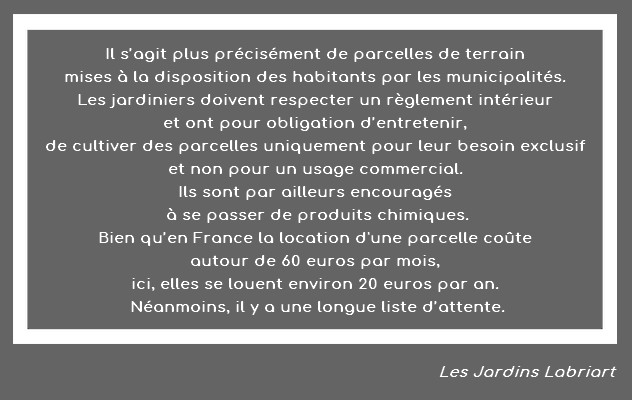 Il s'agit plus précisément de parcelles de terrain
mises à la disposition des habitants par les municipalités.
Les jardiniers doivent respecter un règlement intérieur
et ont pour obligation d'entretenir,
de cultiver des parcelles uniquement pour leur besoin exclusif
et non pour un usage commercial.
Ils sont par ailleurs encouragés
à se passer de produits chimiques.
Bien qu'en France la location d'une parcelle coûte
autour de 60 euros par mois,
ici, elles se louent environ 20 euros par an.
Néanmoins, il y a une longue liste d'attente.
Les Jardins Labriart